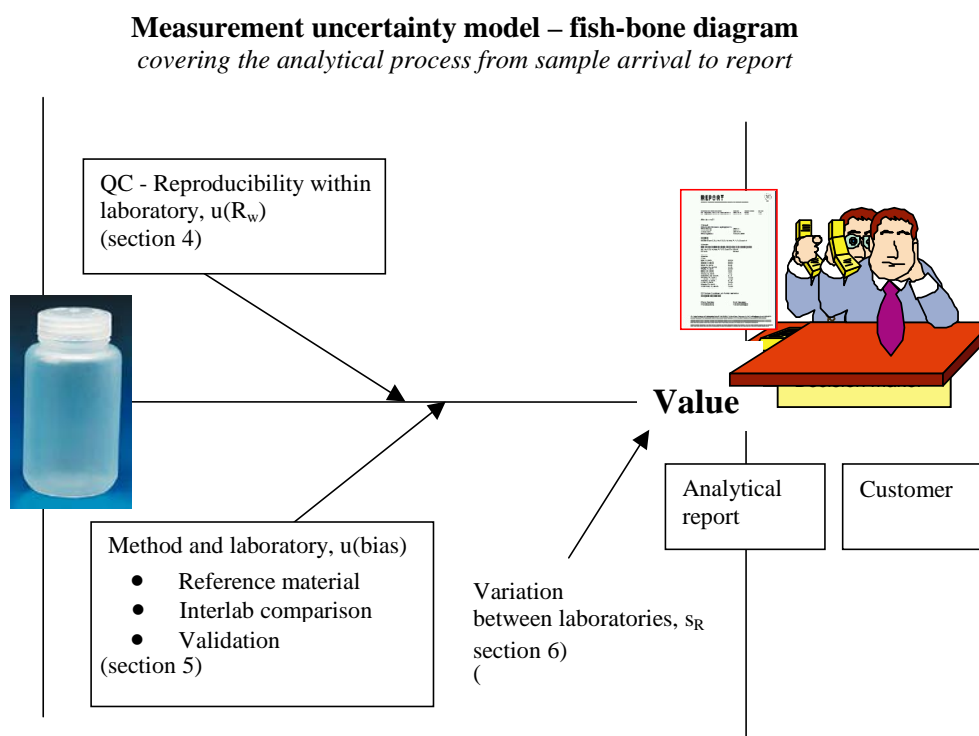 Measurement uncertainty model – fish-bone diagram
covering the analytical process from sample arrival to report
QC - Reproducibility within
laboratory, u(Rw)
(section 4)
REPORT
Value
Analytical
report
Customer
Method and laboratory, u(bias)
• Reference material
• Interlab comparison
• Validation
(section 5)
Variation
between laboratories, sR
section 6)
(